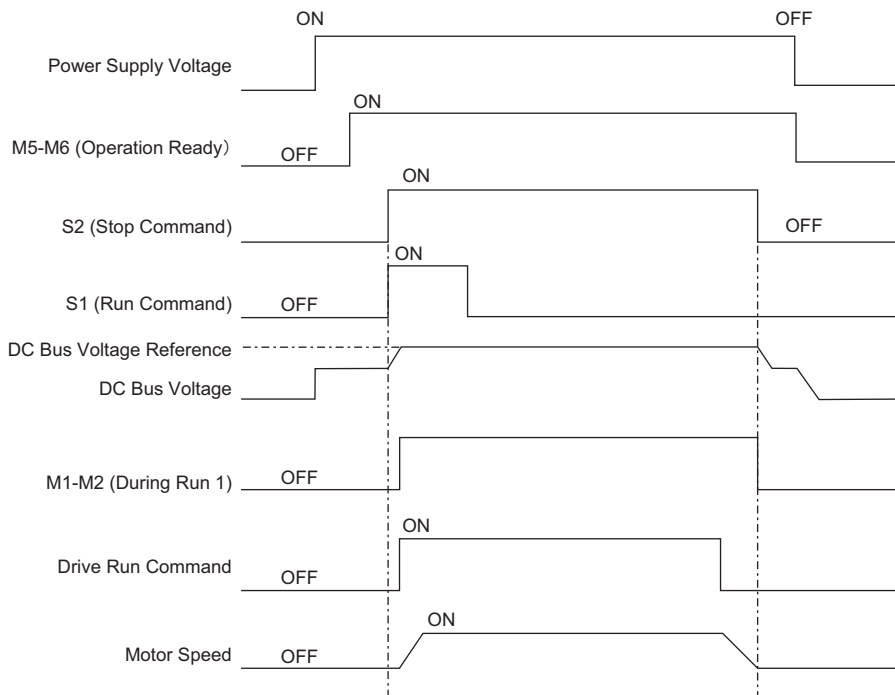 ON
OFF
Power Supply Voltage
ON
M5-M6 (Operation Ready）
OFF
ON
S2 (Stop Command)
OFF
ON
S1 (Run Command)
OFF
DC Bus Voltage Reference
DC Bus Voltage
M1-M2 (During Run 1)
OFF
ON
Drive Run Command
OFF
ON
Motor Speed
OFF